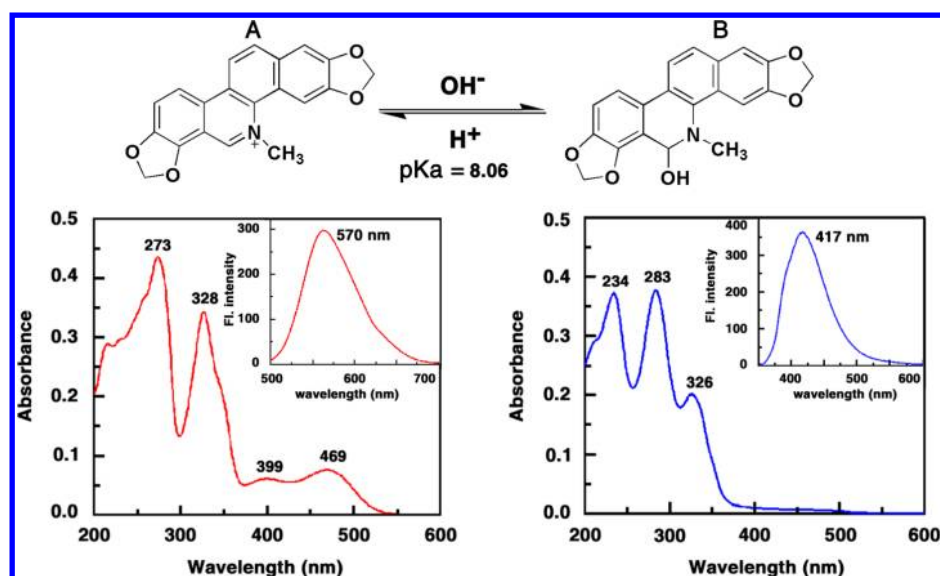 A
B
O
O
N
+
CH₃
O
O
OH⁻
H⁺
pKa = 8.06
O
O
N
CH₃
OH
O
O
0.5
0.4
0.3
0.2
0.1
0.0
Absorbance
273
328
399
469
200 300 400 500 600
Wavelength (nm)
300
200
100
0
Fl. intensity
570 nm
500 600 700
wavelength (nm)
0.5
0.4
0.3
0.2
0.1
0.0
Absorbance
234
283
326
200 300 400 500 600
Wavelength (nm)
400
300
200
100
0
Fl. intensity
417 nm
400 500 600
wavelength (nm)